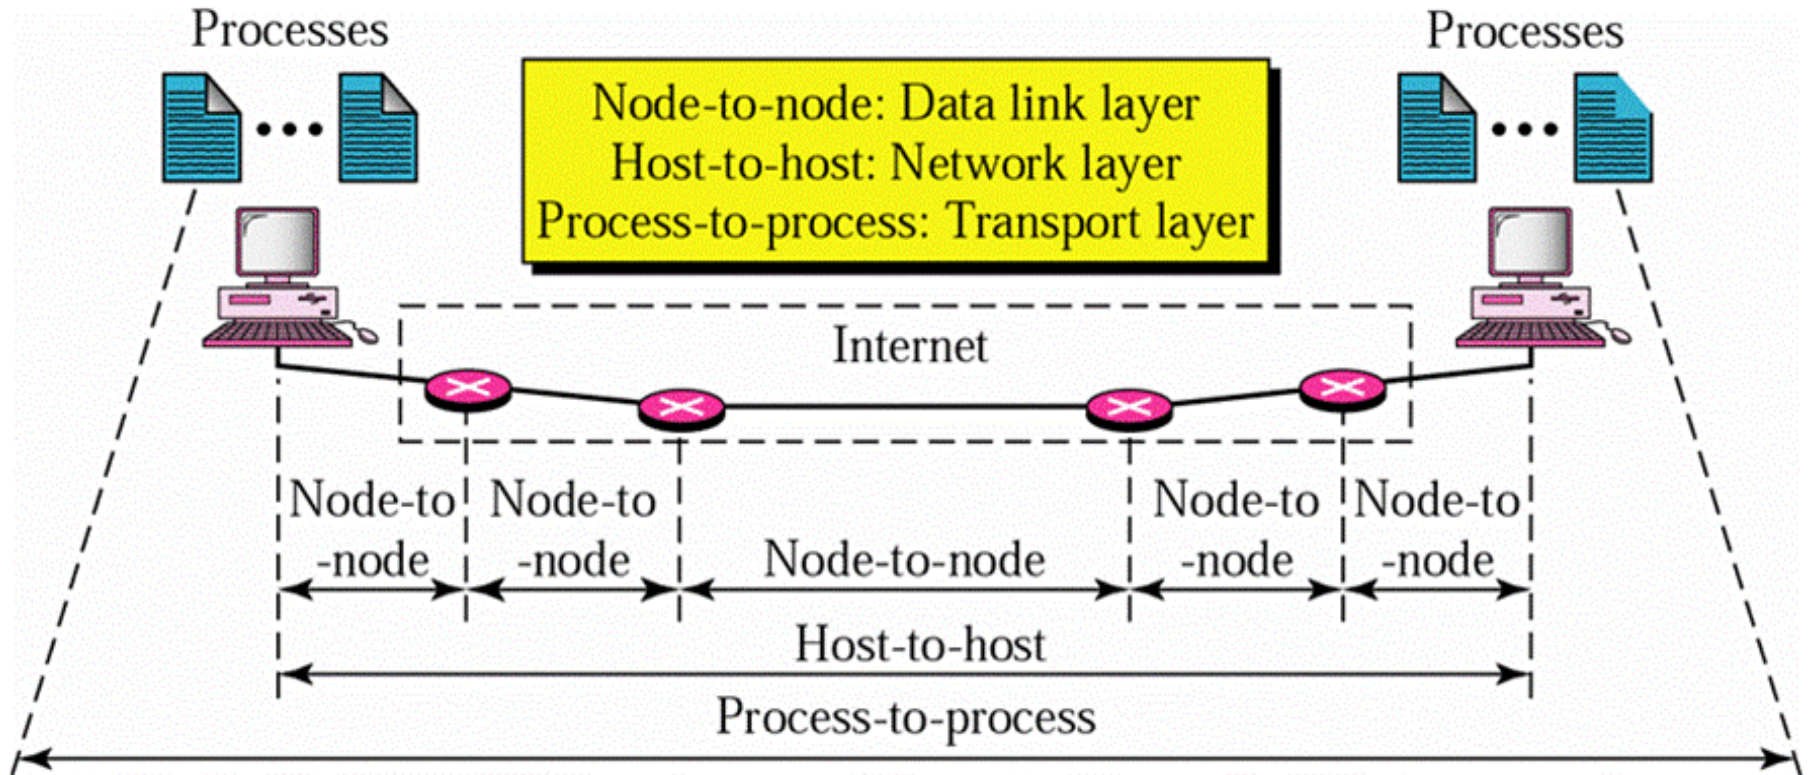 Processes
Processes
Node-to-node: Data link layer
Host-to-host: Network layer
Process-to-process: Transport layer
Internet
Node-to
-node
Node-to
-node
Node-to-node
Node-to
-node
Node-to
-node
Host-to-host
Process-to-process